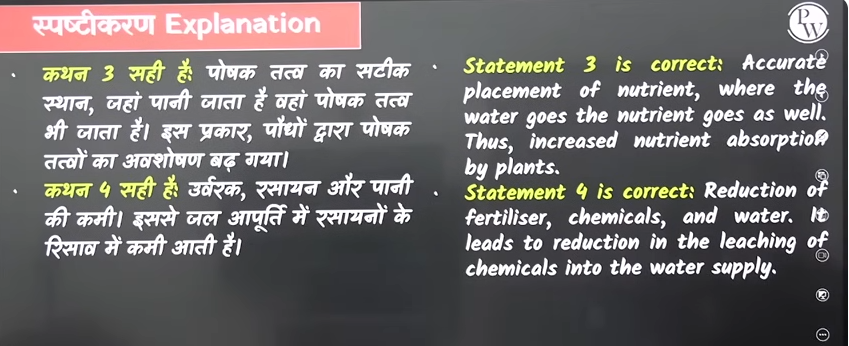 स्पष्टीकरण Explanation
PW
• कथन 3 सही है: पोषक तत्व का सटीक
स्थान, जहां पानी जाता है वहां पोषक तत्व
भी जाता है। इस प्रकार, पौधों द्वारा पोषक
तत्वों का अवशोषण बढ़ गया।
• कथन 4 सही है: उर्वरक, रसायन और पानी
की कमी। इससे जल आपूर्ति में रसायनों के
रिसाव में कमी आती है।
• Statement 3 is correct: Accurate
placement of nutrient, where the
water goes the nutrient goes as well.
Thus, increased nutrient absorption
by plants.
• Statement 4 is correct: Reduction of
fertiliser, chemicals, and water. It
leads to reduction in the leaching of
chemicals into the water supply.